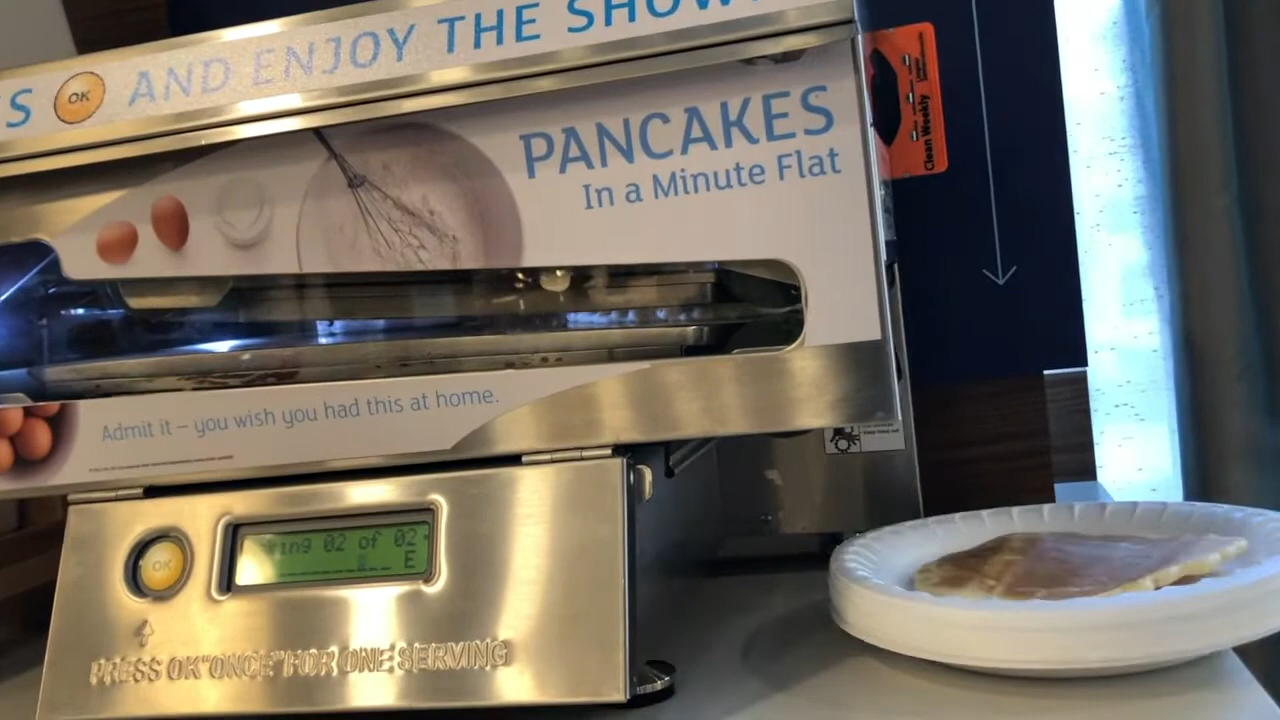 S OK AND ENJOY THE SHOW!
PANCAKES
In a Minute Flat
Clean Weekly
Admit it – you wish you had this at home.
OK
ring 02 of 02
E
PRESS OK "ONCE" FOR ONE SERVING